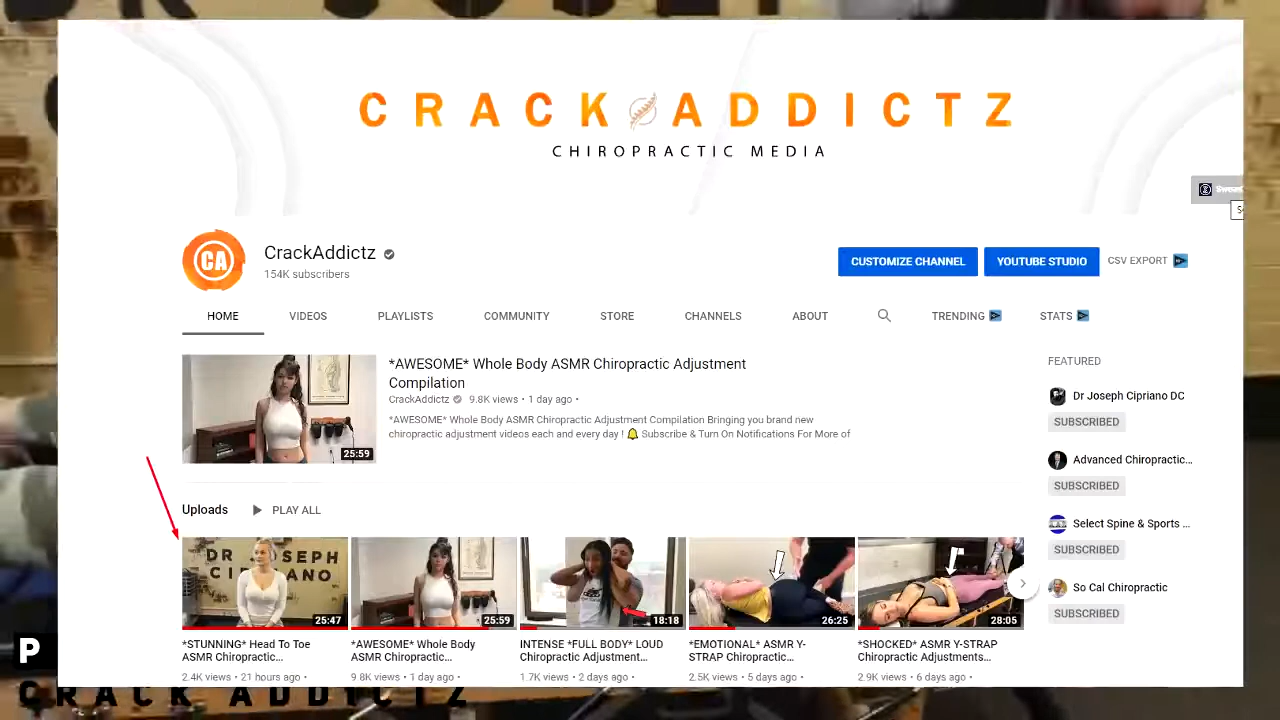 CRACK ADDICTZ
CHIROPRACTIC MEDIA
CA
CrackAddictz
154K subscribers
CUSTOMIZE CHANNEL
YOUTUBE STUDIO
CSV EXPORT
HOME
VIDEOS
PLAYLISTS
COMMUNITY
STORE
CHANNELS
ABOUT
TRENDING
STATS
*AWESOME* Whole Body ASMR Chiropractic Adjustment
Compilation
CrackAddictz 9.8K views • 1 day ago •
*AWESOME* Whole Body ASMR Chiropractic Adjustment Compilation Bringing you brand new
chiropractic adjustment videos each and every day ! 🔔 Subscribe & Turn On Notifications For More of
25:59
FEATURED
Dr Joseph Cipriano DC
SUBSCRIBED
Advanced Chiropractic...
SUBSCRIBED
Select Spine & Sports ...
SUBSCRIBED
So Cal Chiropractic
SUBSCRIBED
Uploads
PLAY ALL
DR JOSEPH
CIPRIANO
25:47
25:59
18:18
26:25
28:05
*STUNNING* Head To Toe
ASMR Chiropractic...
2.4K views • 21 hours ago •
*AWESOME* Whole Body
ASMR Chiropractic...
9.8K views • 1 day ago •
INTENSE *FULL BODY* LOUD
Chiropractic Adjustment...
1.7K views • 2 days ago •
*EMOTIONAL* ASMR Y-
STRAP Chiropractic...
2.5K views • 5 days ago •
*SHOCKED* ASMR Y-STRAP
Chiropractic Adjustments...
2.9K views • 6 days ago •
P
CRACK ADDICTZ